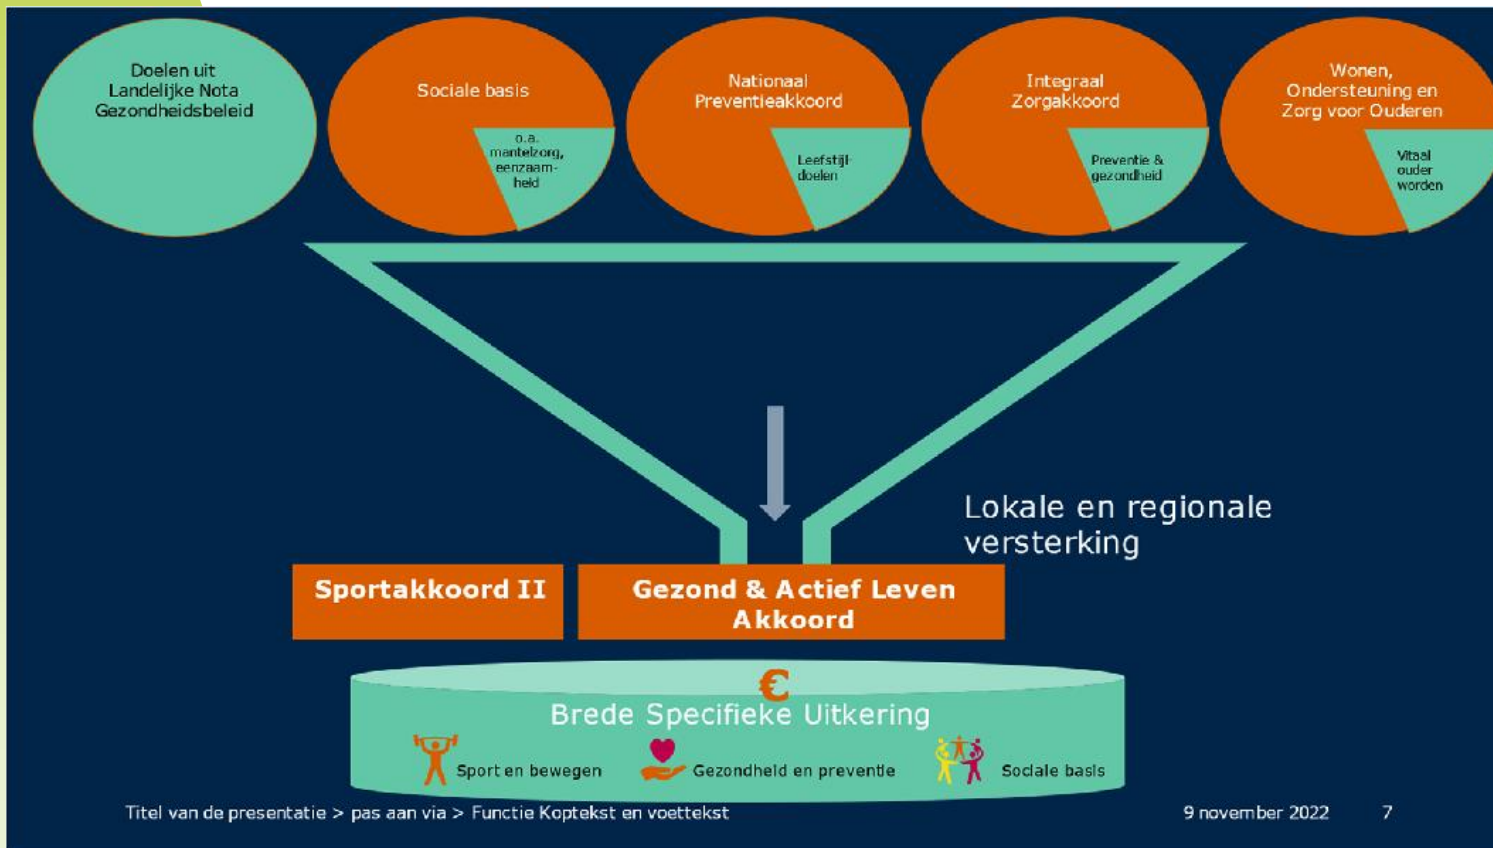 Doelen uit
Landelijke Nota
Gezondheidsbeleid
Sociale basis
o.a.
mantelzorg,
eenzaam-
heid
Nationaal
Preventieakkoord
Leefstijl-
doelen
Integraal
Zorgakkoord
Preventie &
gezondheid
Wonen,
Ondersteuning en
Zorg voor Ouderen
Vitaal
ouder
worden
Lokale en regionale
versterking
Sportakkoord II
Gezond & Actief Leven
Akkoord
€
Brede Specifieke Uitkering
Sport en bewegen
Gezondheid en preventie
Sociale basis
Titel van de presentatie > pas aan via > Functie Koptekst en voettekst
9 november 2022
7